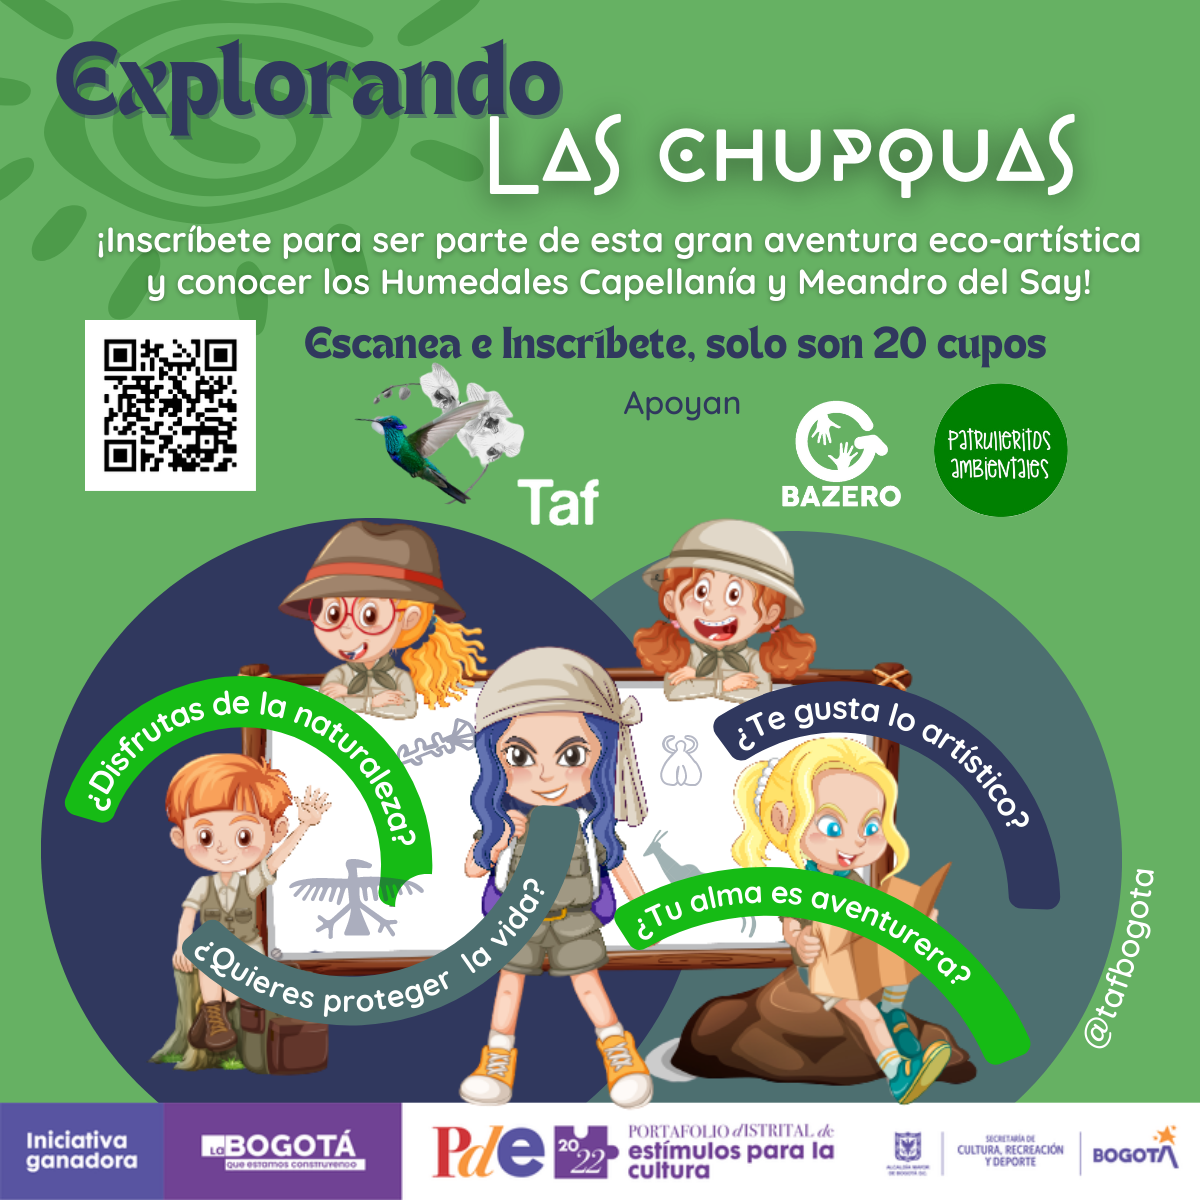 Explorando
LAS CHUPQUAS
¡Inscríbete para ser parte de esta gran aventura eco-artística
y conocer los Humedales Capellanía y Meandro del Say!
Escanea e Inscríbete, solo son 20 cupos
Apoyan
Taf
BAZERO
PATRULLERITOS
AMBIENTALES
¿Disfrutas de la naturaleza?
¿Te gusta lo artístico?
¿Quieres proteger la vida?
¿Tu alma es aventurera?
@tafbogota
Iniciativa
ganadora
LA BOGOTÁ
que estamos construyendo
PdE
2022
PORTAFOLIO dISTRITAL de
estímulos para la
cultura
ALCALDÍA MAYOR
DE BOGOTÁ D.C.
SECRETARÍA DE
CULTURA, RECREACIÓN
Y DEPORTE
BOGOTÁ